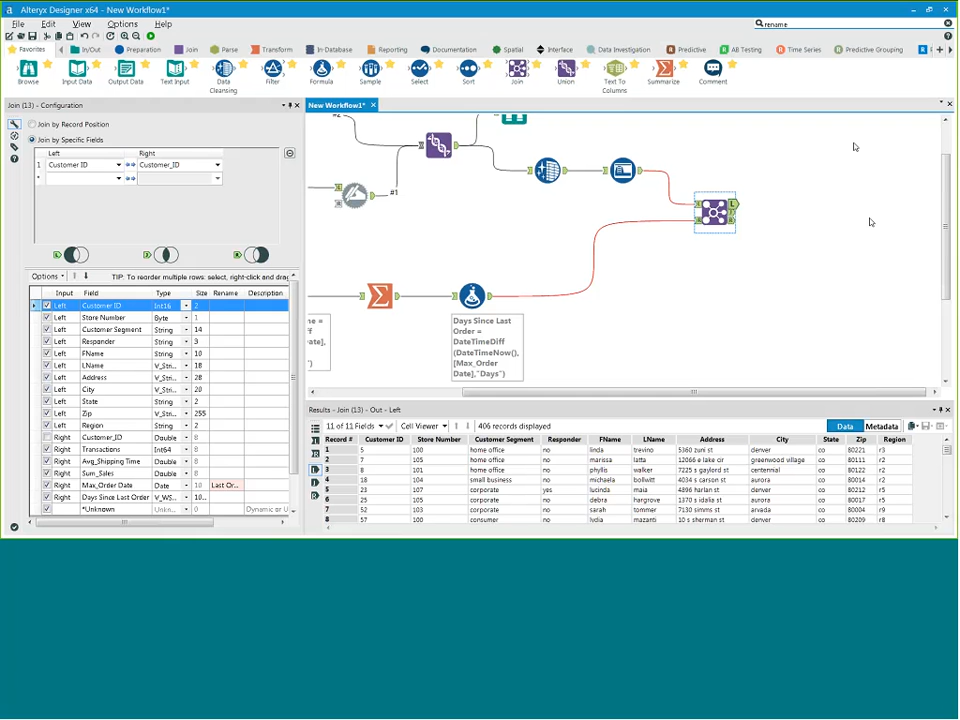 Alteryx Designer x64 - New Workflow1*
File Edit View Options Help
rename
Favorites In/Out Preparation Join Parse Transform In-Database Reporting Documentation Spatial Interface Data Investigation Predictive AB Testing Time Series Predictive Grouping
Browse Input Data Output Data Text Input Data Cleansing Filter Formula Sample Select Sort Join Union Text To Columns Summarize Comment
Join (13) - Configuration
New Workflow1*
Join by Record Position
Join by Specific Fields
Left Right
1 Customer ID Customer_ID
*
#1
L J R
Options TIP: To reorder multiple rows: select, right-click and drag
Input Field Type Size Rename Description
Left Customer ID Int16 2
Left Store Number Byte 1
Left Customer Segment String 14
Left Responder String 3
Left FName String 10
Left LName V_Stri... 18
Left Address V_Stri... 28
Left City V_Stri... 20
Left State String 2
Left Zip V_Stri... 255
Left Region String 2
Right Customer_ID Double 8
Right Transactions Int64 8
Right Avg_Shipping Time Double 8
Right Sum_Sales Double 8
Right Max_Order Date Date 10 Last Or...
Right Days Since Last Order V_WS... 10...
*Unknown Unkn... 0 Dynamic or U
Days Since Last
Order =
DateTimeDiff
(DateTimeNow(),
[Max_Order
Date],"Days")
Results - Join (13) - Out - Left
11 of 11 Fields Cell Viewer 406 records displayed Data Metadata
Record # Customer ID Store Number Customer Segment Responder FName LName Address City State Zip Region
1 5 100 home office no linda trevino 5360 zuni st denver co 80221 r3
2 7 105 home office no marissa latta 12066 e lake cir greenwood village co 80111 r2
3 8 101 home office no phyllis walker 7225 s gaylord st centennial co 80122 r2
4 18 104 small business no michaela bollwitt 4034 s carson st aurora co 80014 r2
5 23 107 corporate yes lucinda maia 4896 harlan st denver co 80212 r5
6 25 105 corporate no debra 1370 s idalia st aurora co 80017 r2
7 52 103 corporate no sarah tommer 7130 simms st arvada co 80004 r9
8 57 100 consumer no lydia mazanti 10 s sherman st denver co 80209 r8